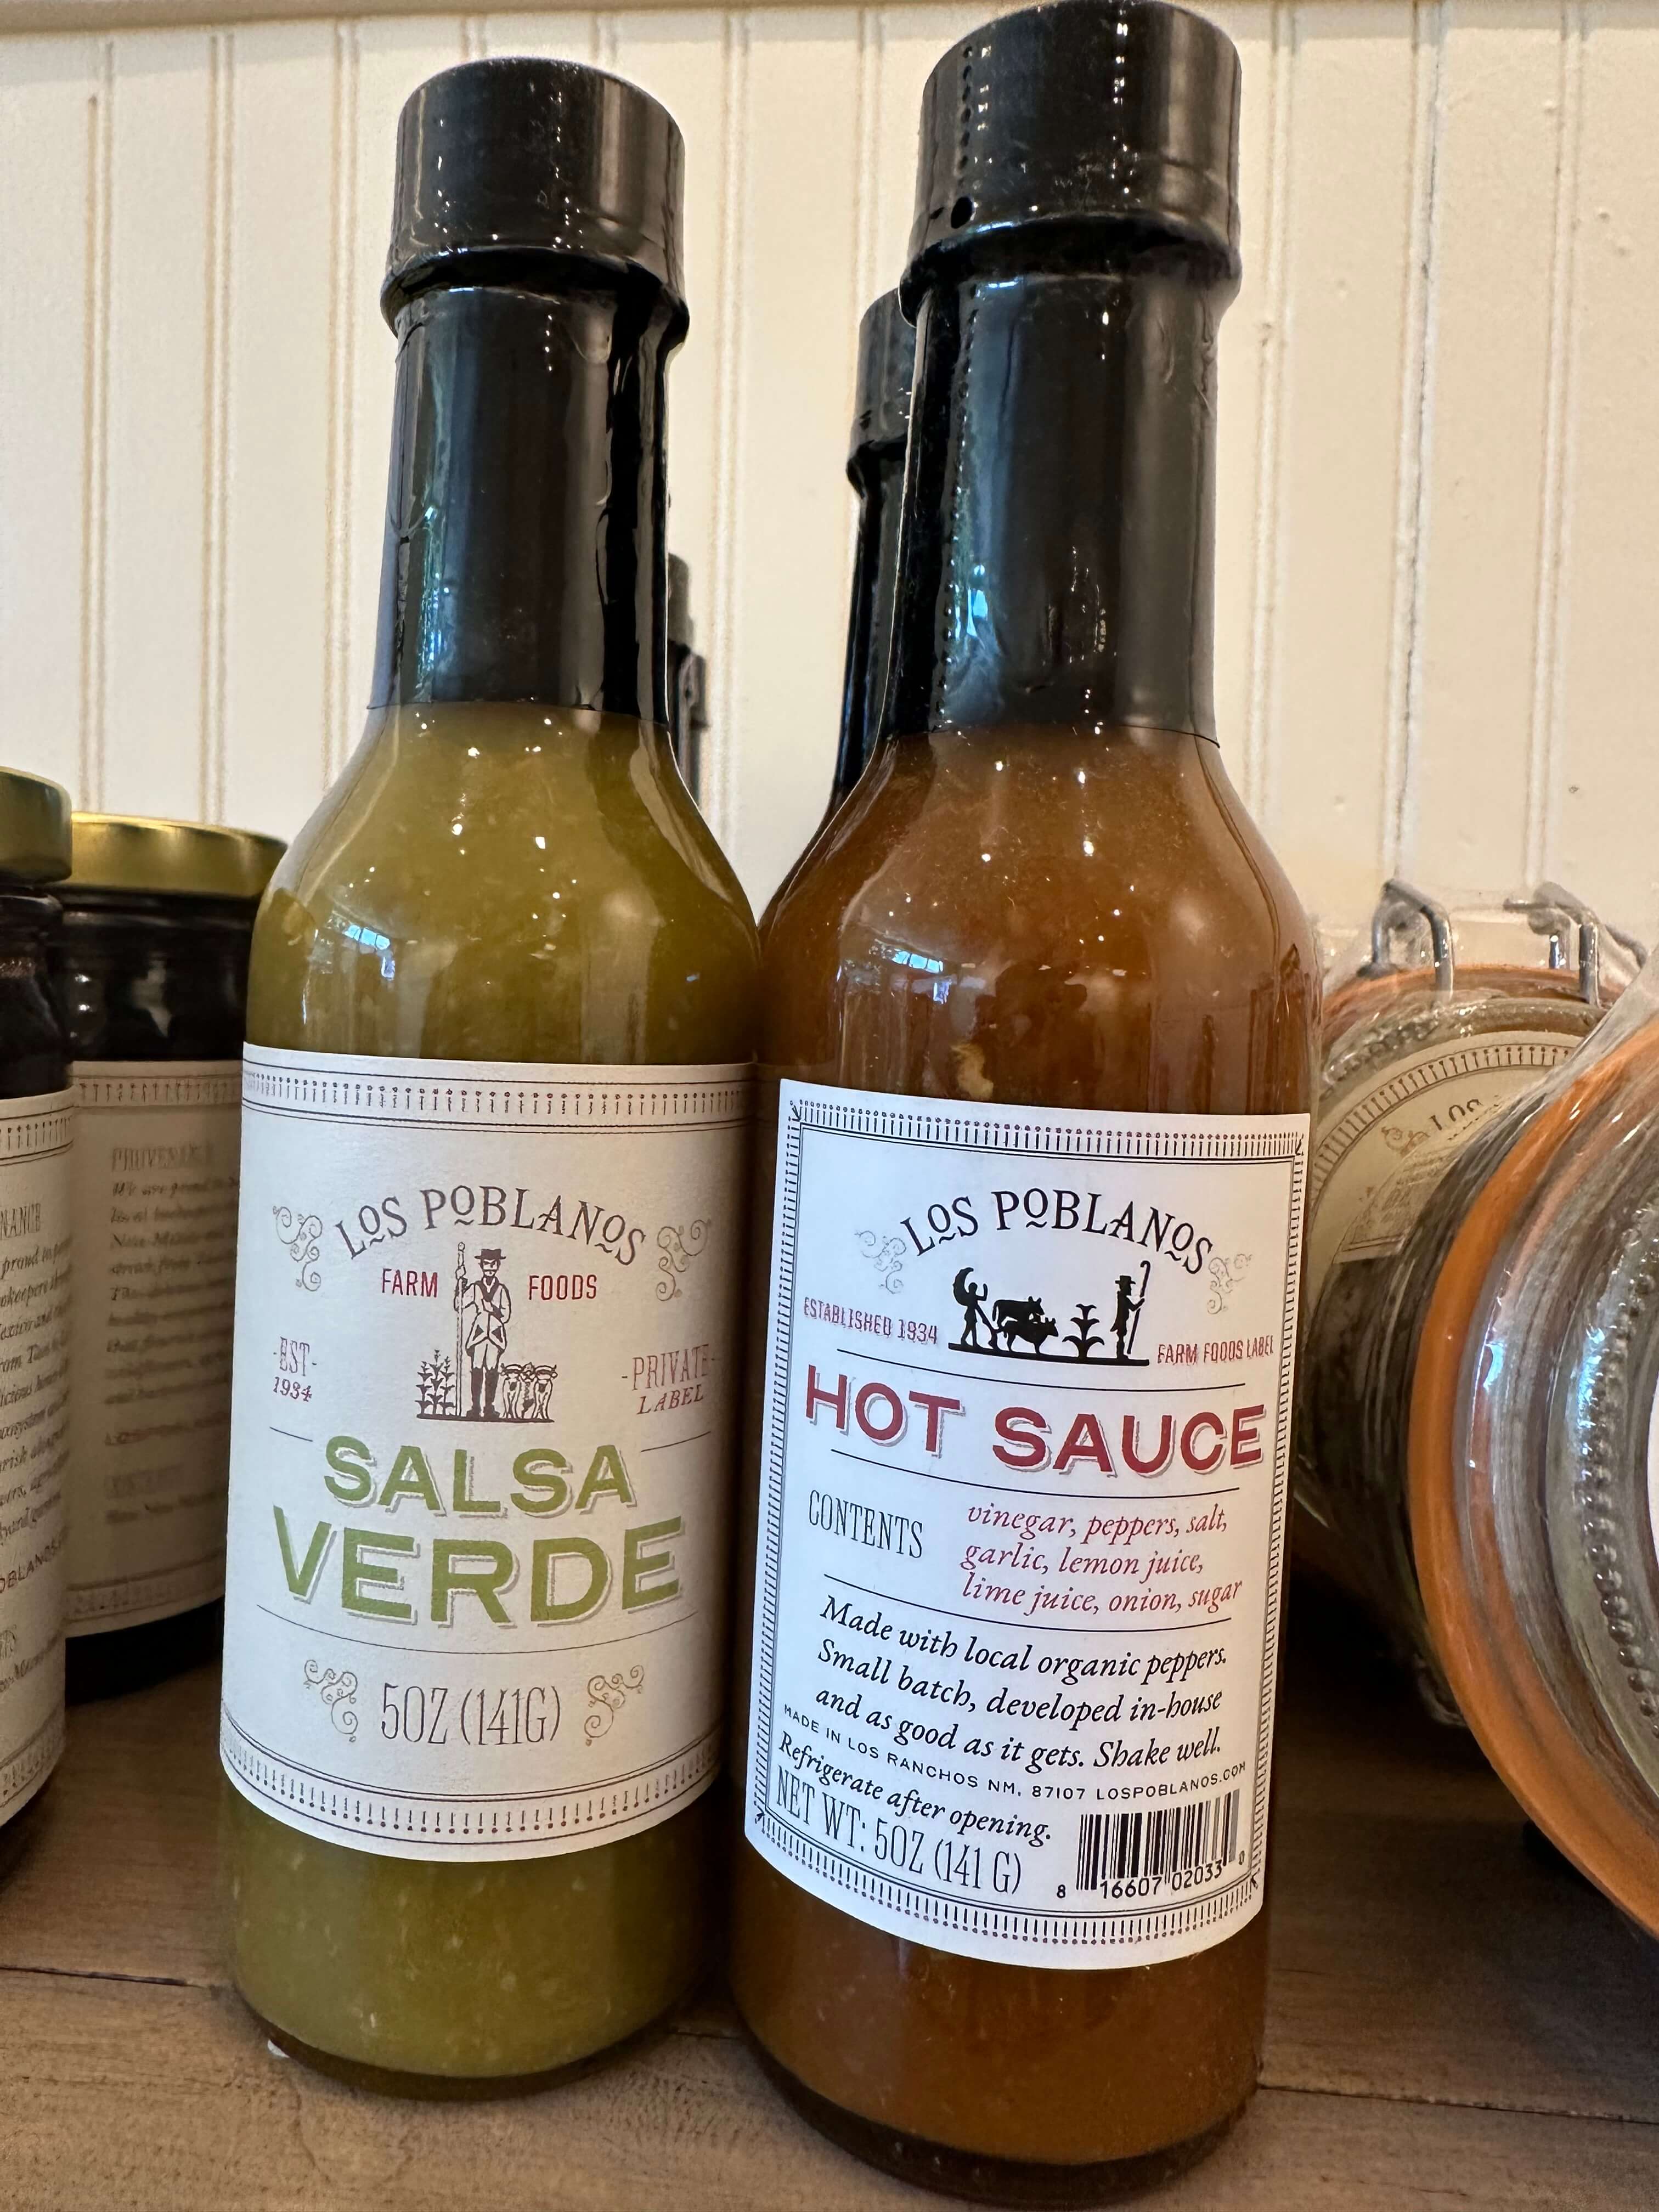 LOS POBLANOS
FARM FOODS
-EST-
1934
-PRIVATE-
LABEL
SALSA
VERDE
5OZ (141G)
LOS POBLANOS
ESTABLISHED 1934
FARM FOODS LABEL
HOT SAUCE
CONTENTS
vinegar, peppers, salt,
garlic, lemon juice,
lime juice, onion, sugar
Made with local organic peppers.
Small batch, developed in-house
and as good as it gets. Shake well.
MADE IN LOS RANCHOS NM, 87107 LOSPOBLANOS.COM
Refrigerate after opening.
NET WT: 5OZ (141 G)
8 16607 02033 0
LOS